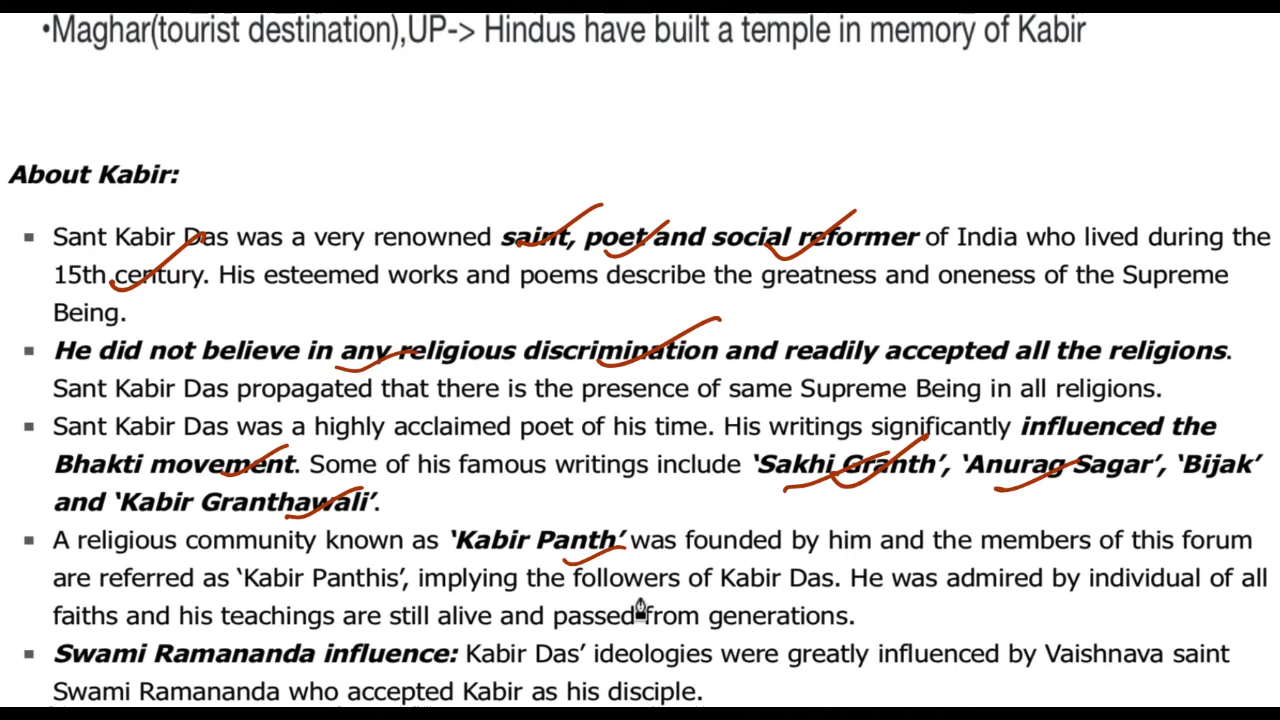 •Maghar(tourist destination),UP-> Hindus have built a temple in memory of Kabir
About Kabir:
▪ Sant Kabir Das was a very renowned saint, poet and social reformer of India who lived during the
15th century. His esteemed works and poems describe the greatness and oneness of the Supreme
Being.
▪ He did not believe in any religious discrimination and readily accepted all the religions.
Sant Kabir Das propagated that there is the presence of same Supreme Being in all religions.
▪ Sant Kabir Das was a highly acclaimed poet of his time. His writings significantly influenced the
Bhakti movement. Some of his famous writings include ‘Sakhi Granth’, ‘Anurag Sagar’, ‘Bijak’
and ‘Kabir Granthawali’.
▪ A religious community known as ‘Kabir Panth’ was founded by him and the members of this forum
are referred as ‘Kabir Panthis’, implying the followers of Kabir Das. He was admired by individual of all
faiths and his teachings are still alive and passed from generations.
▪ Swami Ramananda influence: Kabir Das’ ideologies were greatly influenced by Vaishnava saint
Swami Ramananda who accepted Kabir as his disciple.